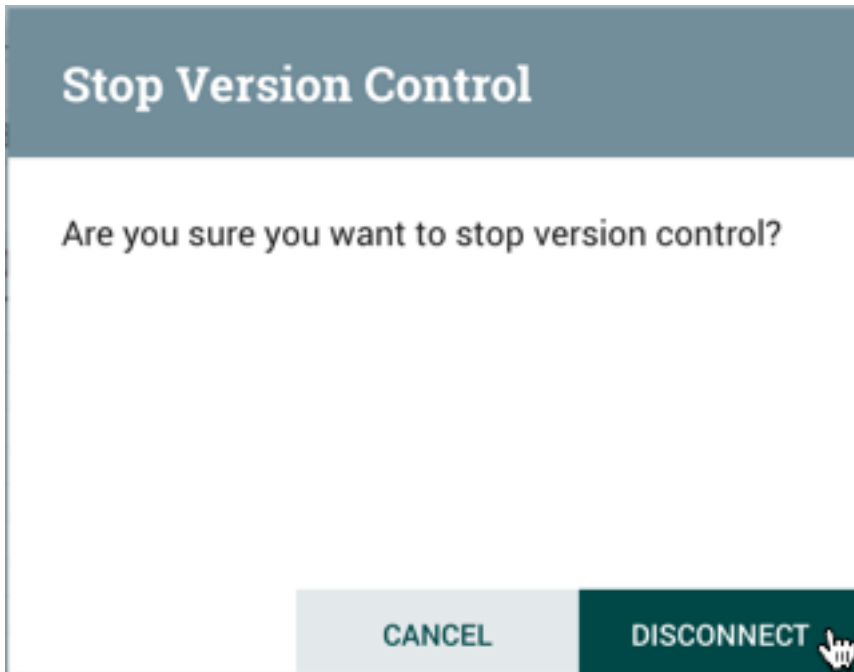 Stop Version Control
Are you sure you want to stop version control?
CANCEL
DISCONNECT